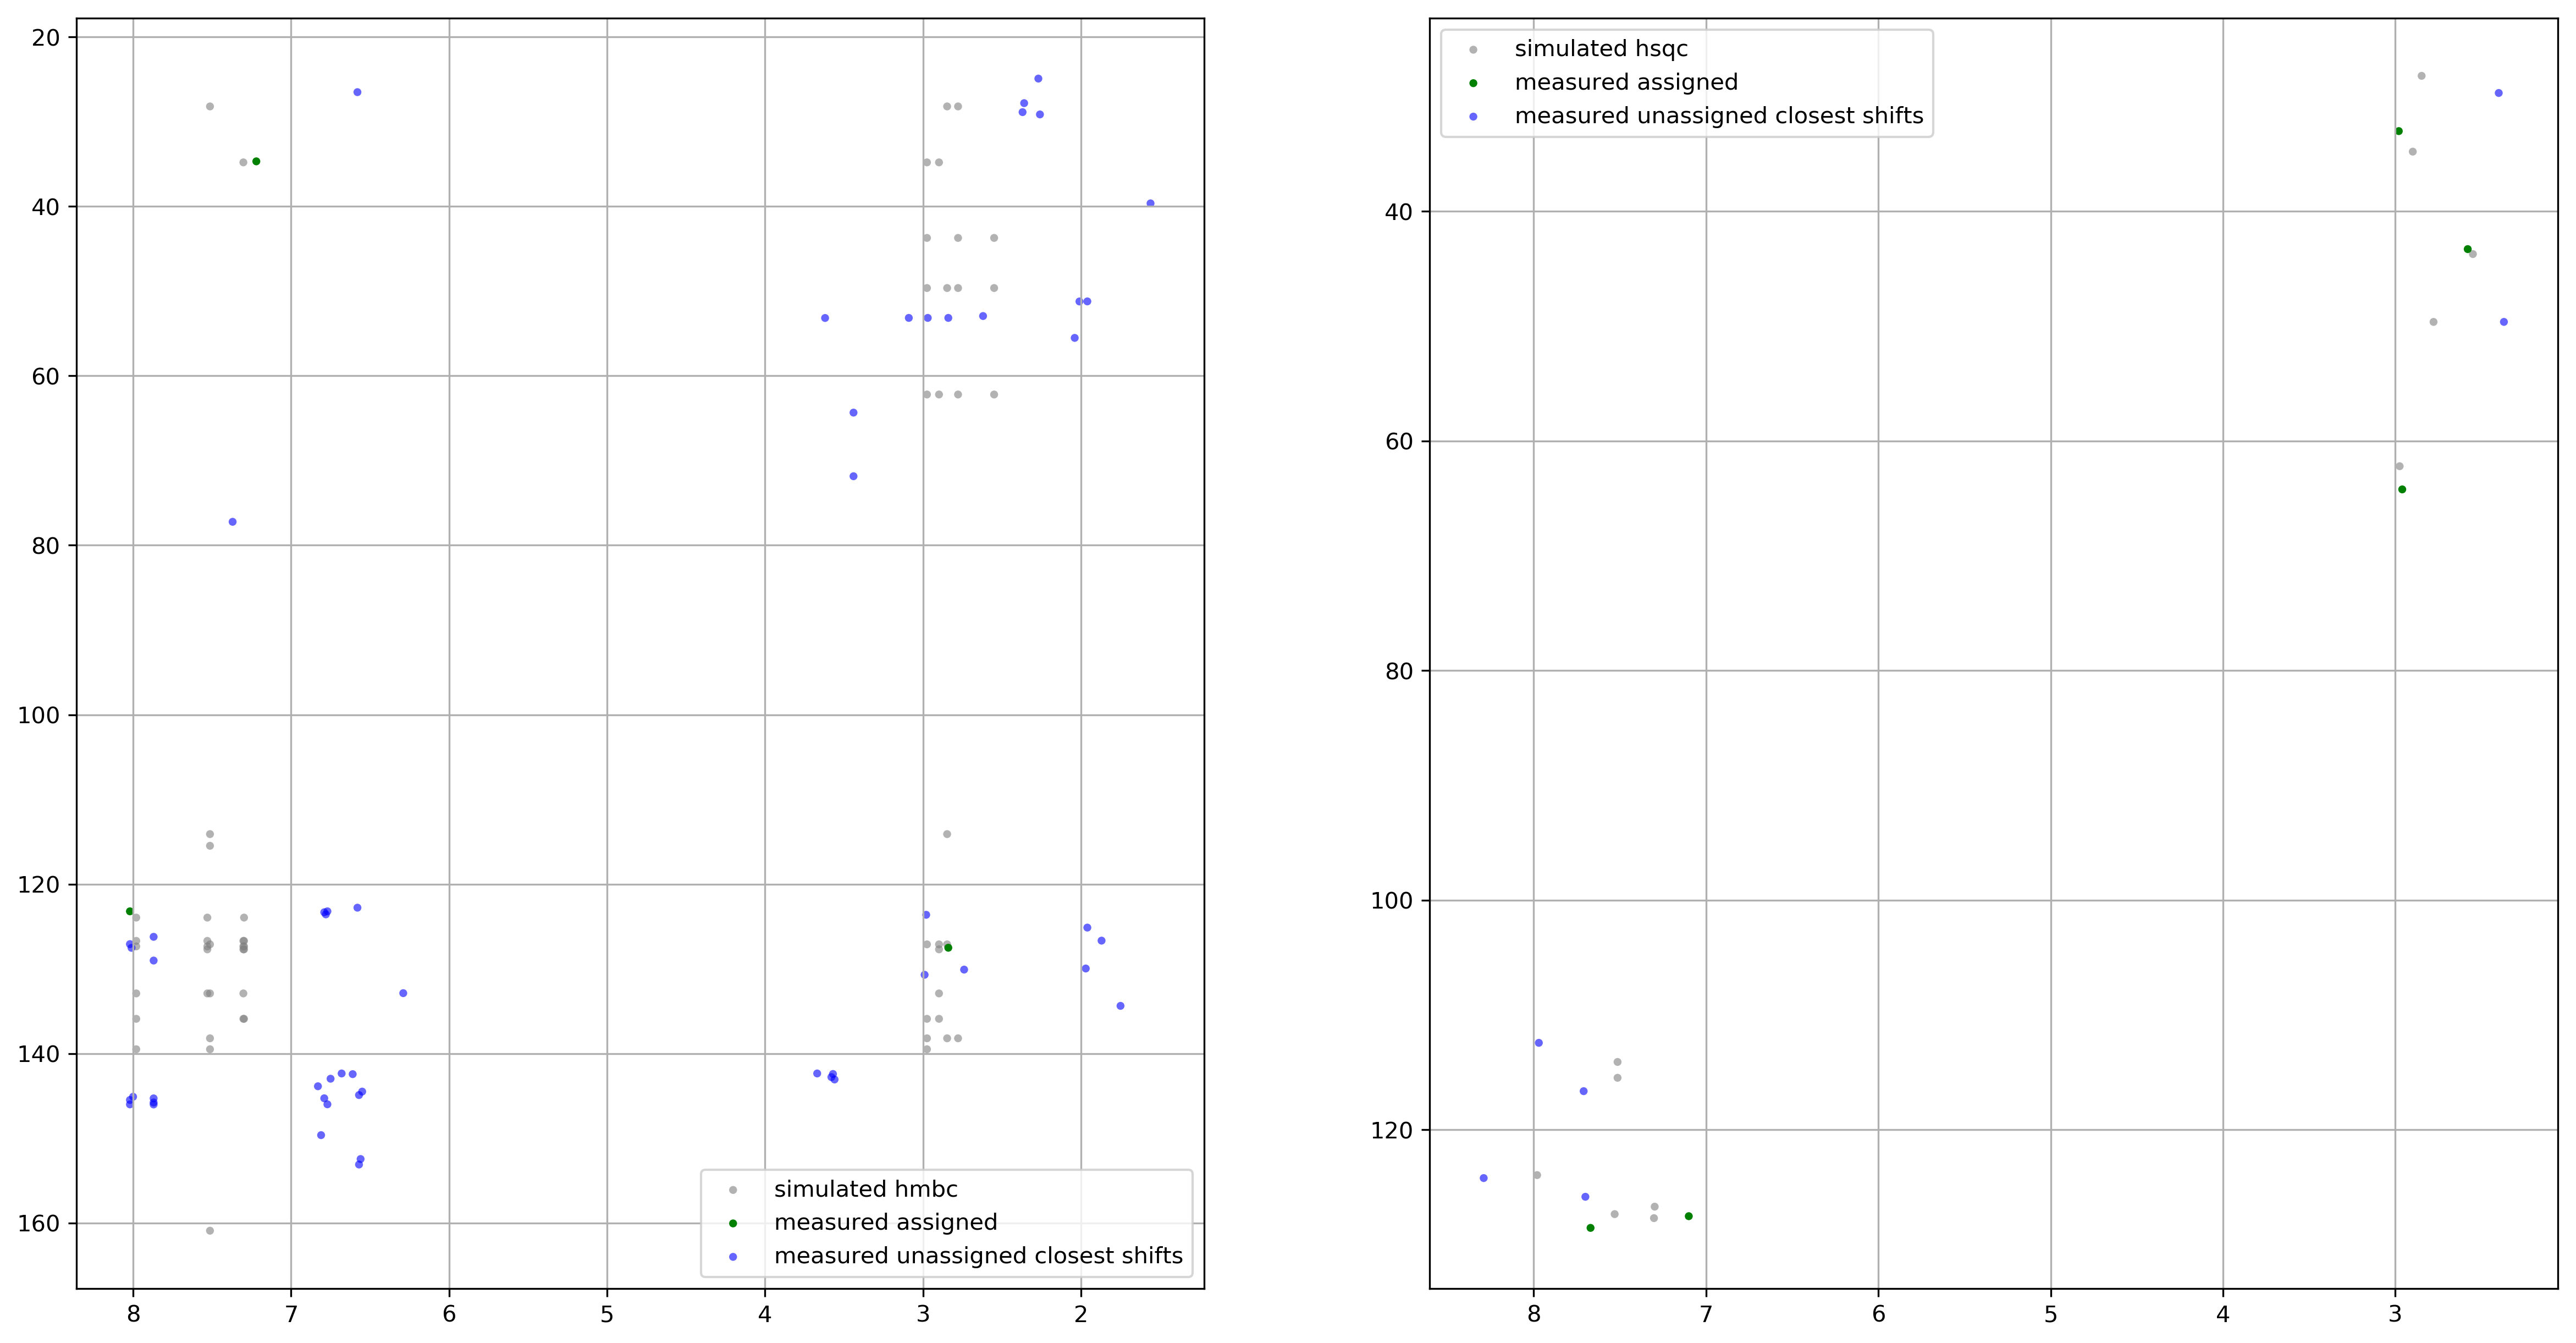 20
40
60
80
100
120
140
160
8 7 6 5 4 3 2
simulated hmbc
measured assigned
measured unassigned closest shifts
simulated hsqc
measured assigned
measured unassigned closest shifts
40
60
80
100
120
8 7 6 5 4 3